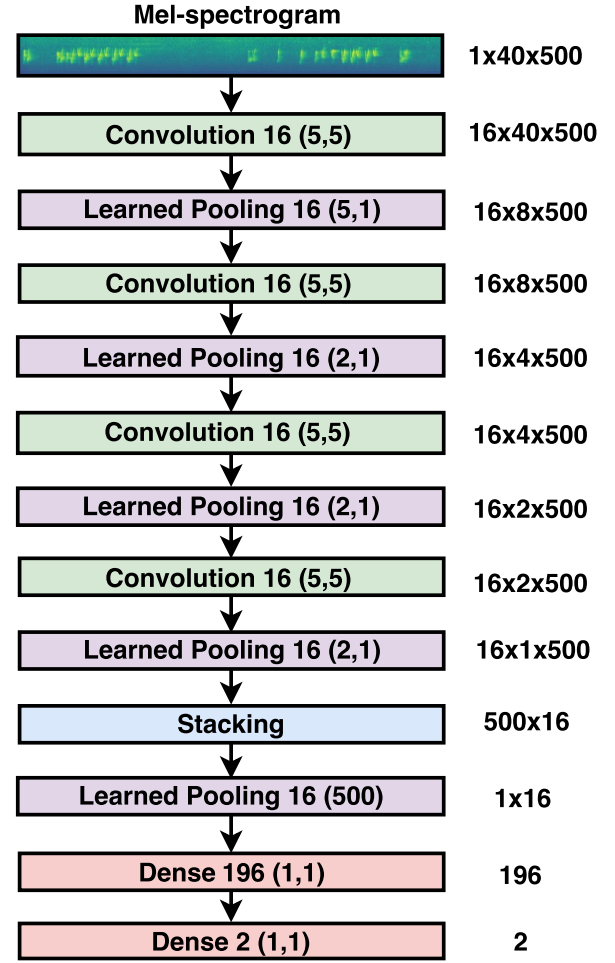 Mel-spectrogram
1x40x500
Convolution 16 (5,5)
16x40x500
Learned Pooling 16 (5,1)
16x8x500
Convolution 16 (5,5)
16x8x500
Learned Pooling 16 (2,1)
16x4x500
Convolution 16 (5,5)
16x4x500
Learned Pooling 16 (2,1)
16x2x500
Convolution 16 (5,5)
16x2x500
Learned Pooling 16 (2,1)
16x1x500
Stacking
500x16
Learned Pooling 16 (500)
1x16
Dense 196 (1,1)
196
Dense 2 (1,1)
2